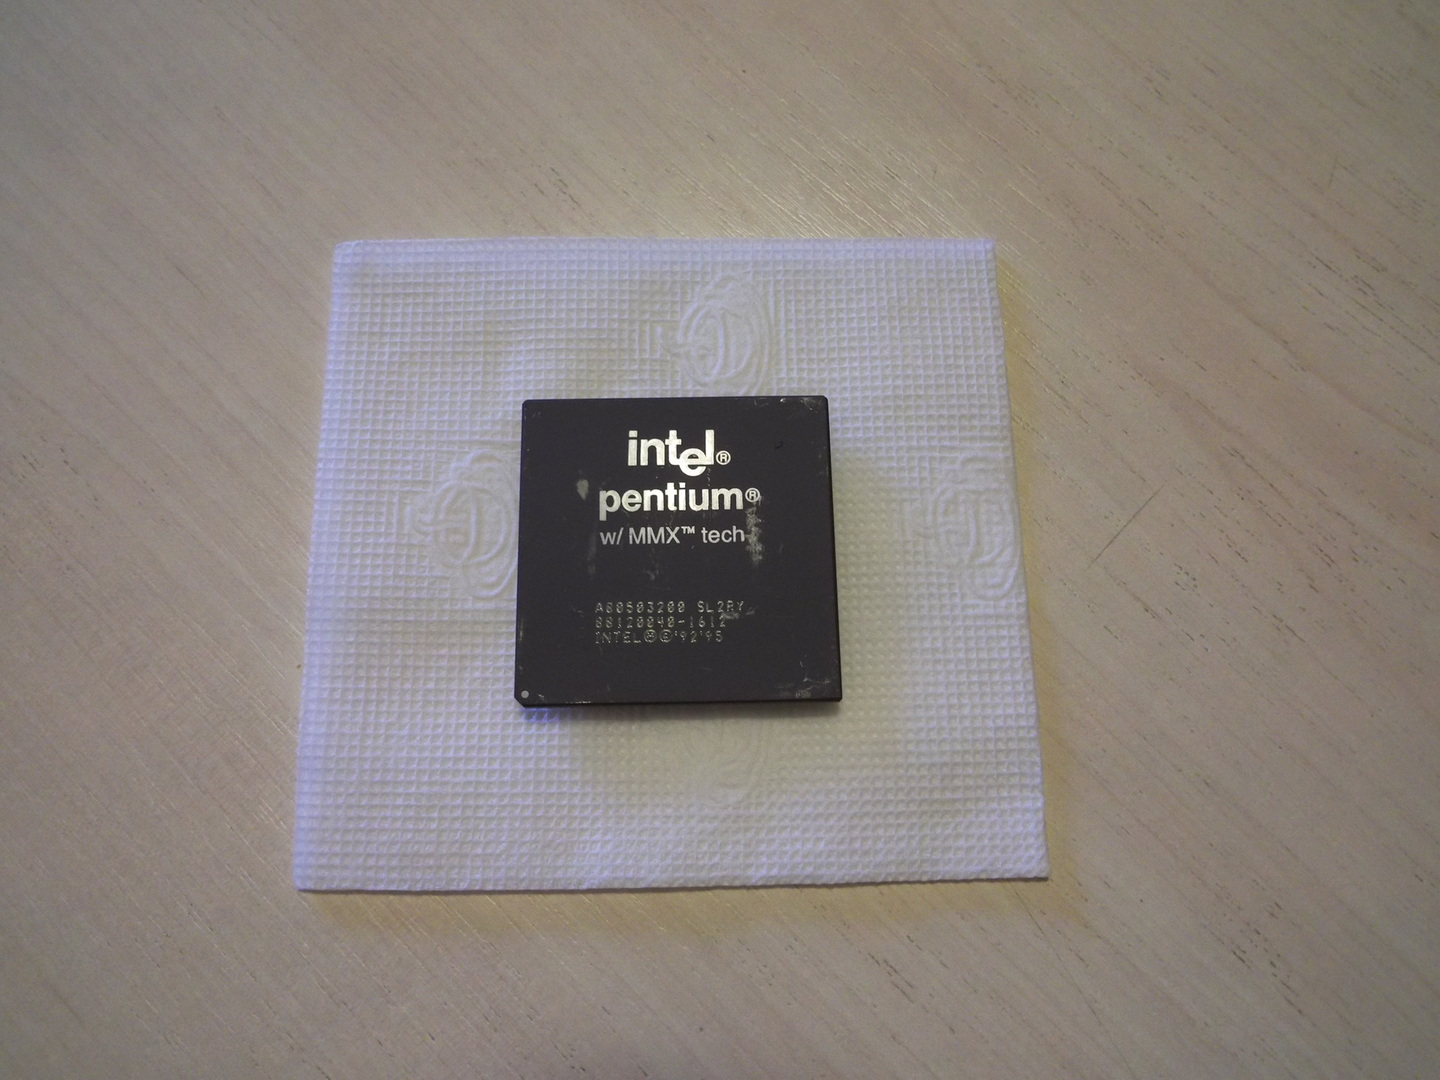 intel®
pentium®
w/ MMX™ tech
A80503200 SL2RY
88120040-1612
INTEL Ⓜ © '92 '95